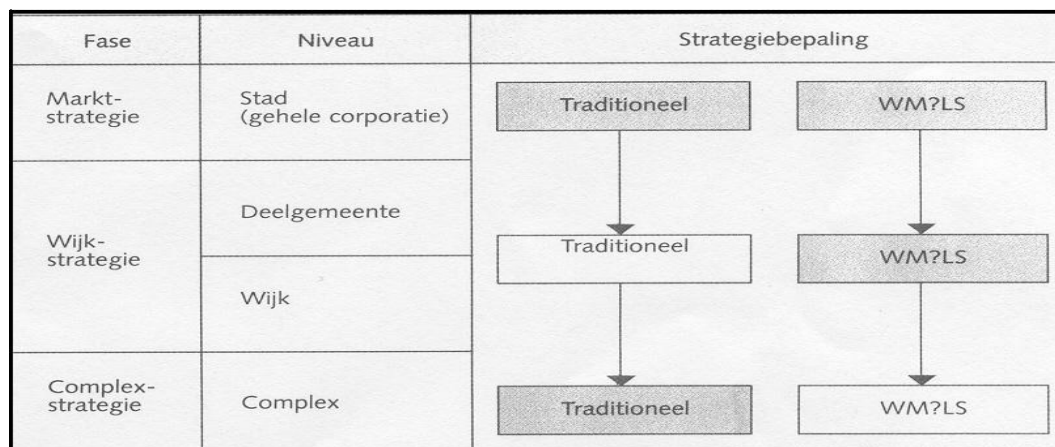 Fase Niveau Strategiebepaling
Markt-
strategie
Stad
(gehele corporatie)
Traditioneel WM?LS
Wijk-
strategie
Deelgemeente
Wijk
Traditioneel WM?LS
Complex-
strategie
Complex
Traditioneel WM?LS